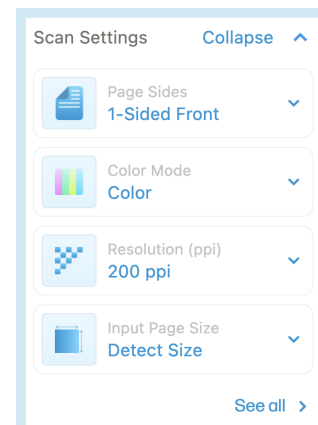 Scan Settings Collapse
Page Sides
1-Sided Front
Color Mode
Color
Resolution (ppi)
200 ppi
Input Page Size
Detect Size
See all